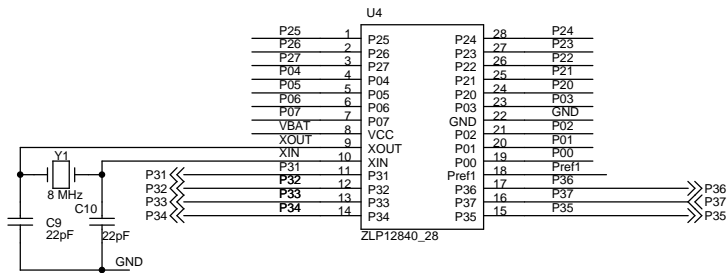 U4
P25 1 P25 P24 28 P24
P26 2 P26 P23 27 P23
P27 3 P27 P22 26 P22
P04 4 P04 P21 25 P21
P05 5 P05 P20 24 P20
P06 6 P06 P03 23 P03
P07 7 P07 GND 22 GND
VBAT 8 VCC P02 21 P02
XOUT 9 XOUT P01 20 P01
XIN 10 XIN P00 19 P00
P31 P31 11 P31 Pref1 18 Pref1
P32 P32 12 P32 P36 17 P36 P36
P33 P33 13 P33 P37 16 P37 P37
P34 P34 14 P34 P35 15 P35 P35
ZLP12840_28
Y1
8 MHz
C9
22pF
C10
22pF
GND